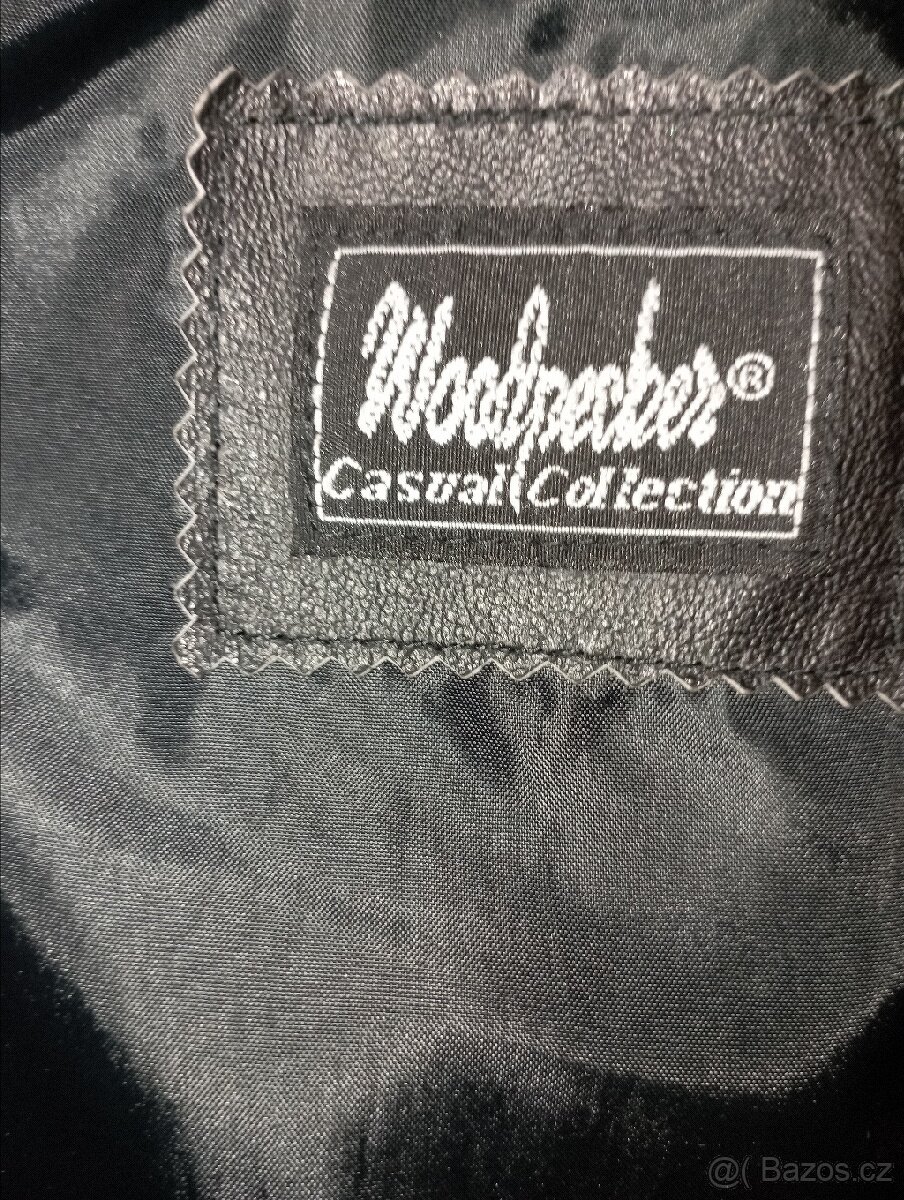 Woodpecker®
Casual Collection
@( Bazos.cz